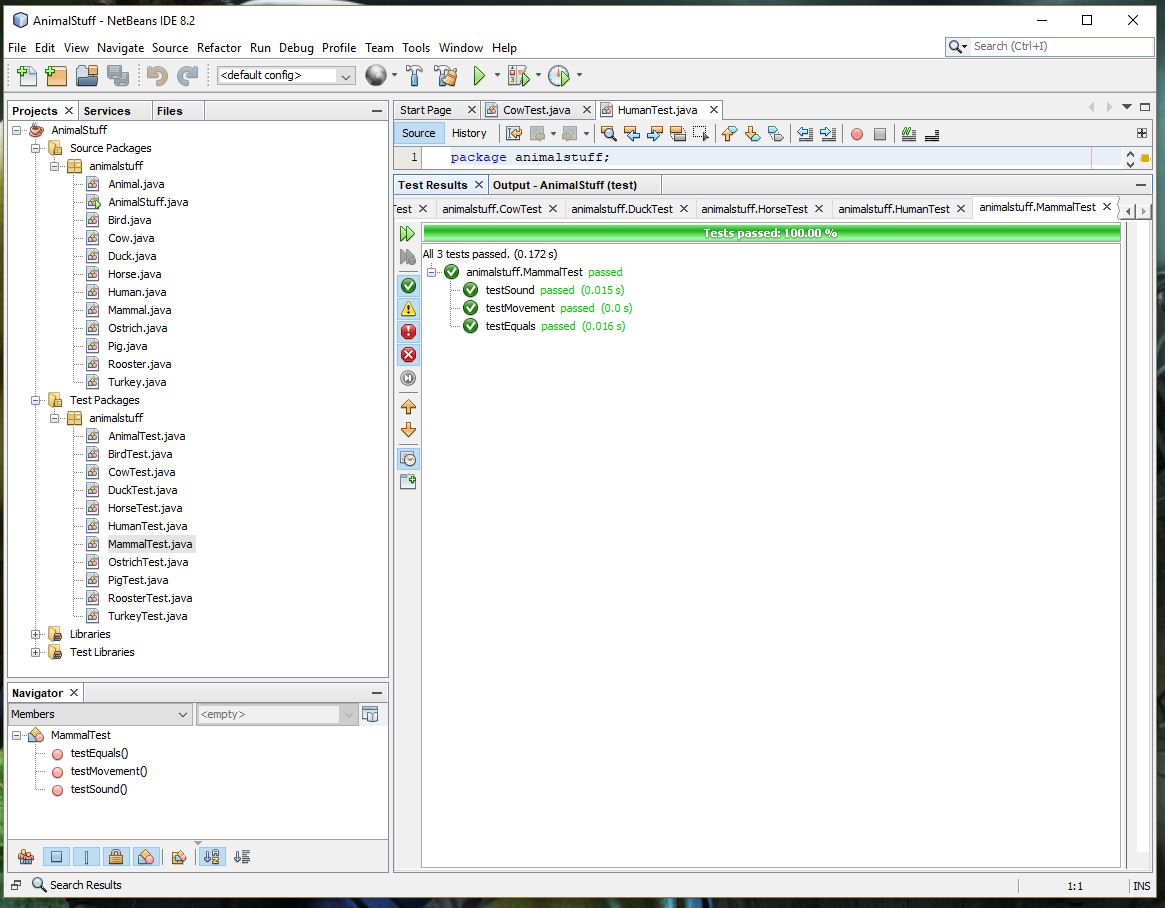 AnimalStuff - NetBeans IDE 8.2
File Edit View Navigate Source Refactor Run Debug Profile Team Tools Window Help
Search (Ctrl+I)
<default config>
Projects Services Files
AnimalStuff
Source Packages
animalstuff
Animal.java
AnimalStuff.java
Bird.java
Cow.java
Duck.java
Horse.java
Human.java
Mammal.java
Ostrich.java
Pig.java
Rooster.java
Turkey.java
Test Packages
animalstuff
AnimalTest.java
BirdTest.java
CowTest.java
DuckTest.java
HorseTest.java
HumanTest.java
MammalTest.java
OstrichTest.java
PigTest.java
RoosterTest.java
TurkeyTest.java
Libraries
Test Libraries
Navigator
Members <empty>
MammalTest
testEquals()
testMovement()
testSound()
Start Page CowTest.java HumanTest.java
Source History
1 package animalstuff;
Test Results Output - AnimalStuff (test)
Test animalstuff.CowTest animalstuff.DuckTest animalstuff.HorseTest animalstuff.HumanTest animalstuff.MammalTest
Tests passed: 100.00 %
All 3 tests passed. (0.172 s)
animalstuff.MammalTest passed
testSound passed (0.015 s)
testMovement passed (0.0 s)
testEquals passed (0.016 s)
Search Results
1:1 INS